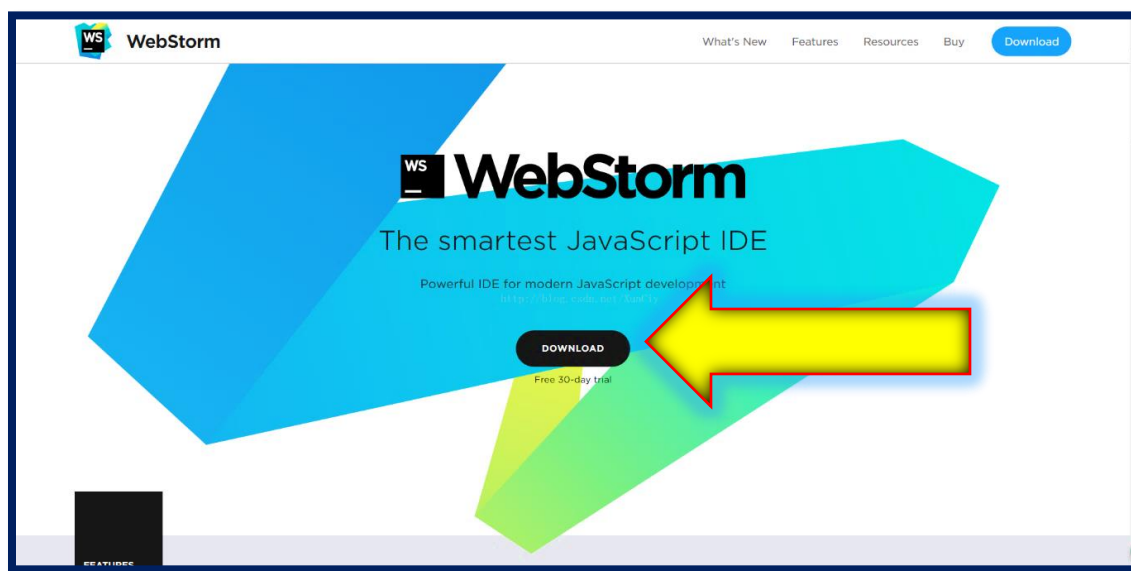 WS
WebStorm
What's New Features Resources Buy Download
WS
WebStorm
The smartest JavaScript IDE
Powerful IDE for modern JavaScript development
DOWNLOAD
Free 30-day trial
FEATURES